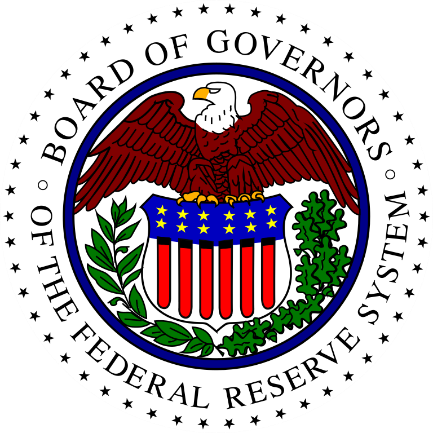 BOARD OF GOVERNORS
OF THE FEDERAL RESERVE SYSTEM